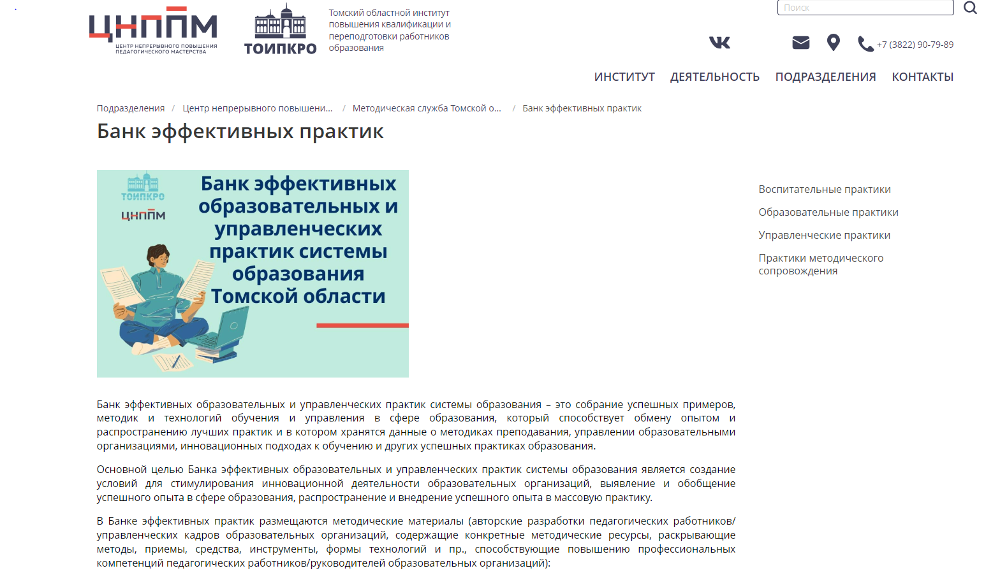 ЦНППМ
ЦЕНТР НЕПРЕРЫВНОГО ПОВЫШЕНИЯ
ПЕДАГОГИЧЕСКОГО МАСТЕРСТВА
ТОИПКРО
Томский областной институт
повышения квалификации и
переподготовки работников
образования
Поиск
+7 (3822) 90-79-89
ИНСТИТУТ ДЕЯТЕЛЬНОСТЬ ПОДРАЗДЕЛЕНИЯ КОНТАКТЫ
Подразделения / Центр непрерывного повышени... / Методическая служба Томской о... / Банк эффективных практик
Банк эффективных практик
ТОИПКРО
ЦНППМ
Банк эффективных
образовательных и
управленческих
практик системы
образования
Томской области
Воспитательные практики
Образовательные практики
Управленческие практики
Практики методического
сопровождения
Банк эффективных образовательных и управленческих практик системы образования – это собрание успешных примеров,
методик и технологий обучения и управления в сфере образования, который способствует обмену опытом и
распространению лучших практик и в котором хранятся данные о методиках преподавания, управлении образовательными
организациями, инновационных подходах к обучению и других успешных практиках образования.
Основной целью Банка эффективных образовательных и управленческих практик системы образования является создание
условий для стимулирования инновационной деятельности образовательных организаций, выявление и обобщение
успешного опыта в сфере образования, распространение и внедрение успешного опыта в массовую практику.
В Банке эффективных практик размещаются методические материалы (авторские разработки педагогических работников/
управленческих кадров образовательных организаций, содержащие конкретные методические ресурсы, раскрывающие
методы, приемы, средства, инструменты, формы технологий и пр., способствующие повышению профессиональных
компетенций педагогических работников/руководителей образовательных организаций):